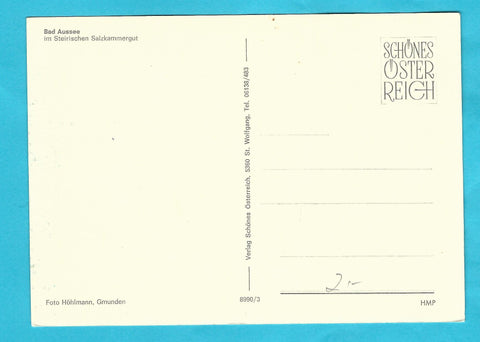 Bad Aussee
im Steirischen Salzkammergut
SCHÖNES
ÖSTER
REICH
Verlag Schönes Österreich, 5360 St. Wolfgang, Tel. 06138/483
2,-
Foto Höhlmann, Gmunden
8990/3
HMP